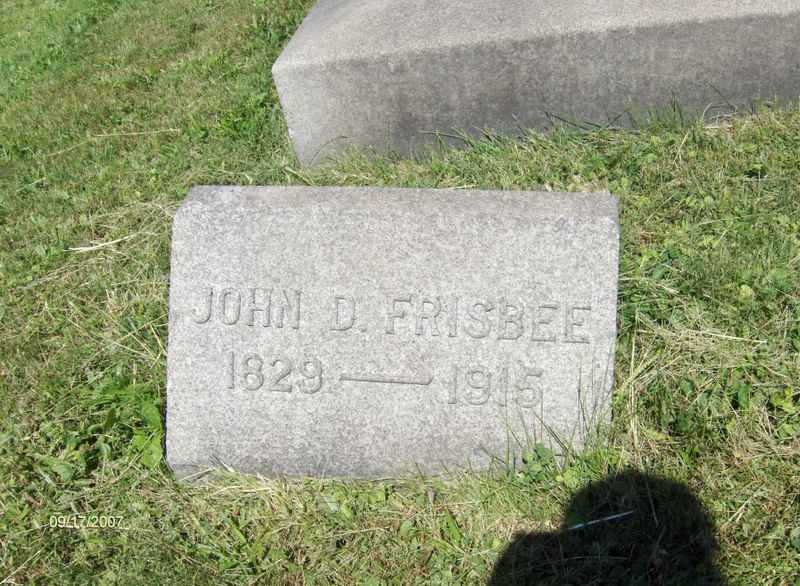 JOHN D. FRISBEE
1829 — 1915
09/17/2007